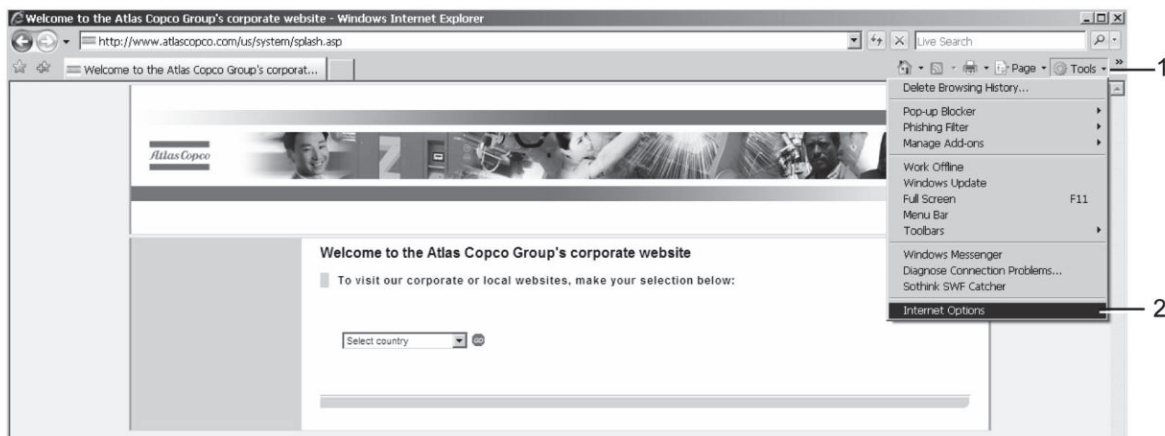 Welcome to the Atlas Copco Group's corporate website - Windows Internet Explorer
http://www.atlascopco.com/us/system/splash.asp
Live Search
Welcome to the Atlas Copco Group's corporat...
Page
Tools
»
1
Delete Browsing History...
Pop-up Blocker
Phishing Filter
Manage Add-ons
Work Offline
Windows Update
Full Screen F11
Menu Bar
Toolbars
Windows Messenger
Diagnose Connection Problems...
Sothink SWF Catcher
Internet Options
2
Atlas Copco
Welcome to the Atlas Copco Group's corporate website
To visit our corporate or local websites, make your selection below:
Select country